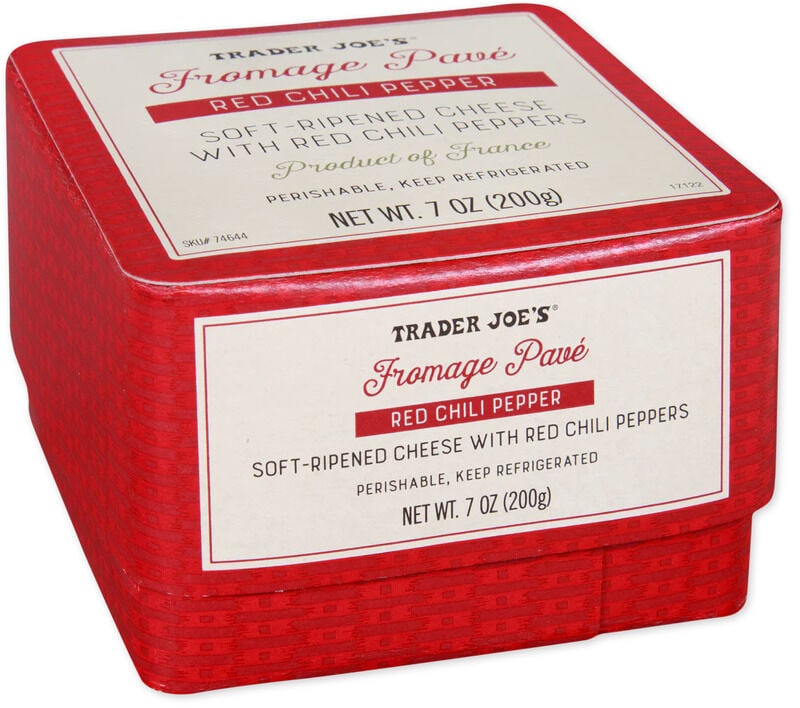 TRADER JOE'S®
Fromage Pavé
RED CHILI PEPPER
SOFT-RIPENED CHEESE
WITH RED CHILI PEPPERS
Product of France
PERISHABLE, KEEP REFRIGERATED
NET WT. 7 OZ (200g)
SKU# 74644
17122
TRADER JOE'S®
Fromage Pavé
RED CHILI PEPPER
SOFT-RIPENED CHEESE WITH RED CHILI PEPPERS
PERISHABLE, KEEP REFRIGERATED
NET WT. 7 OZ (200g)